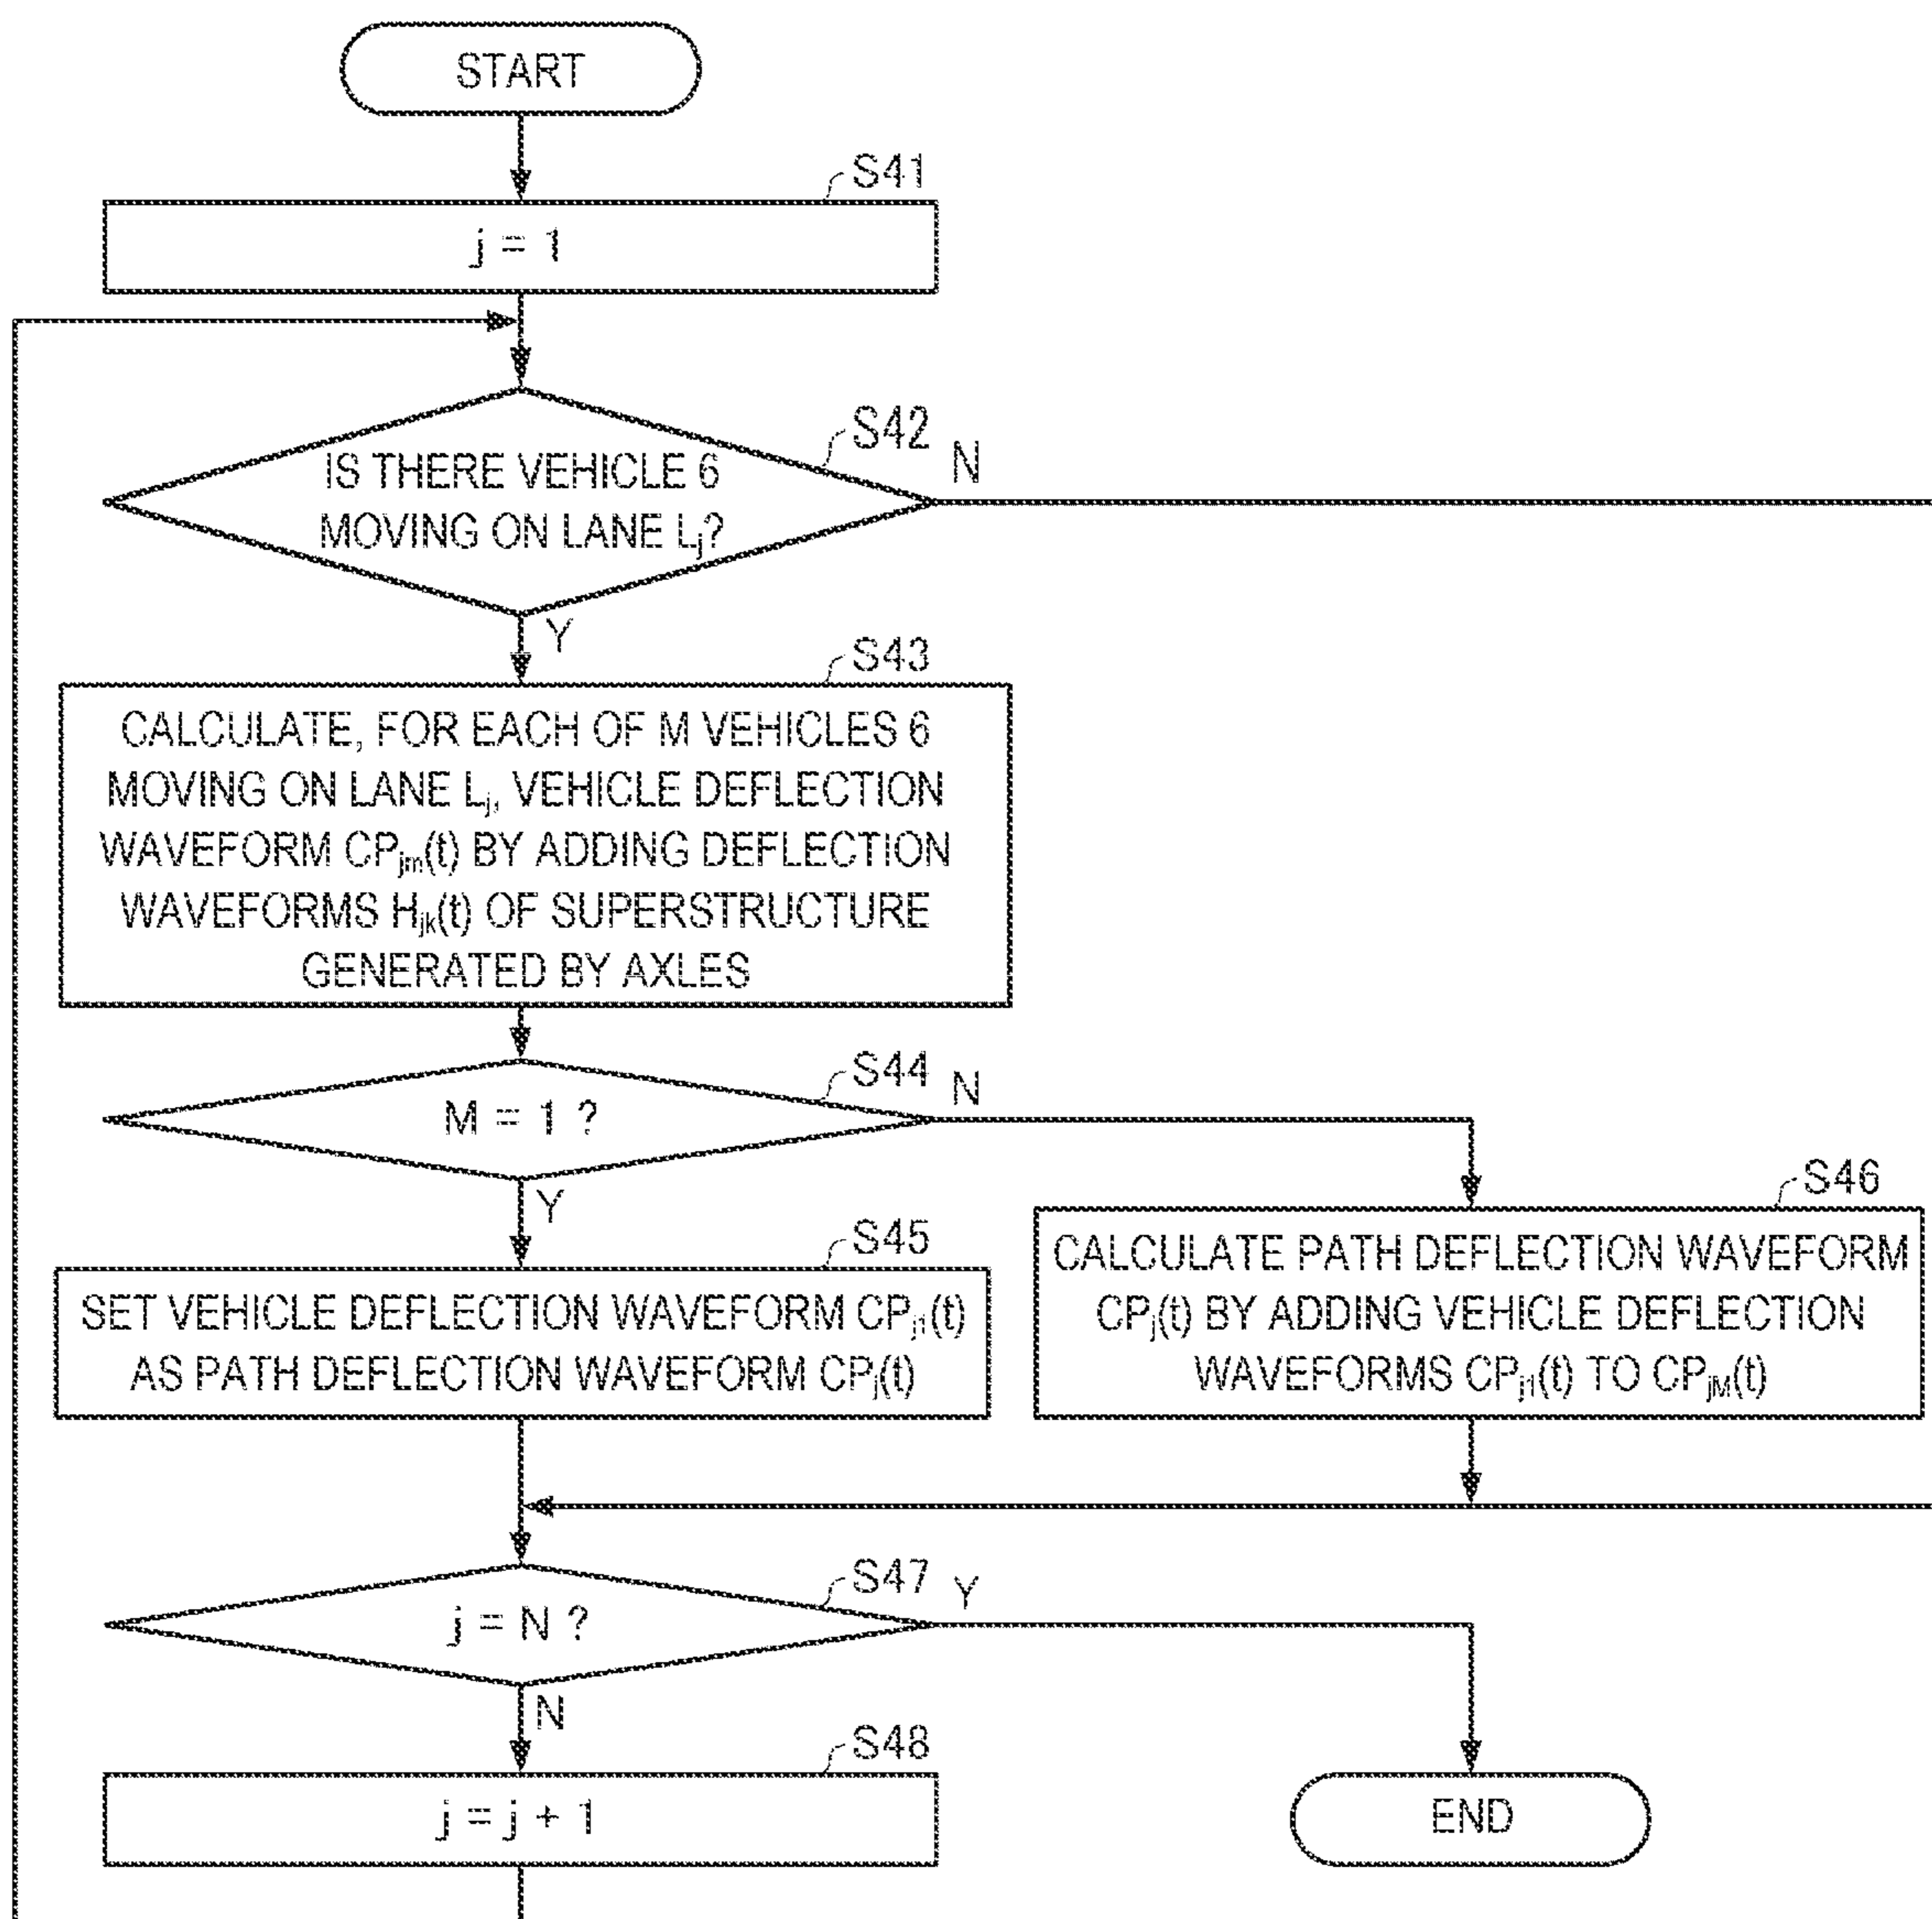 START
S41
j = 1
S42
IS THERE VEHICLE 6
MOVING ON LANE Lj?
N
Y
S43
CALCULATE, FOR EACH OF M VEHICLES 6
MOVING ON LANE Lj, VEHICLE DEFLECTION
WAVEFORM CPjm(t) BY ADDING DEFLECTION
WAVEFORMS Hjk(t) OF SUPERSTRUCTURE
GENERATED BY AXLES
S44
M = 1 ?
N
Y
S45
SET VEHICLE DEFLECTION WAVEFORM CPj1(t)
AS PATH DEFLECTION WAVEFORM CPj(t)
S46
CALCULATE PATH DEFLECTION WAVEFORM
CPj(t) BY ADDING VEHICLE DEFLECTION
WAVEFORMS CPj1(t) TO CPjM(t)
S47
j = N ?
Y
N
S48
j = j + 1
END